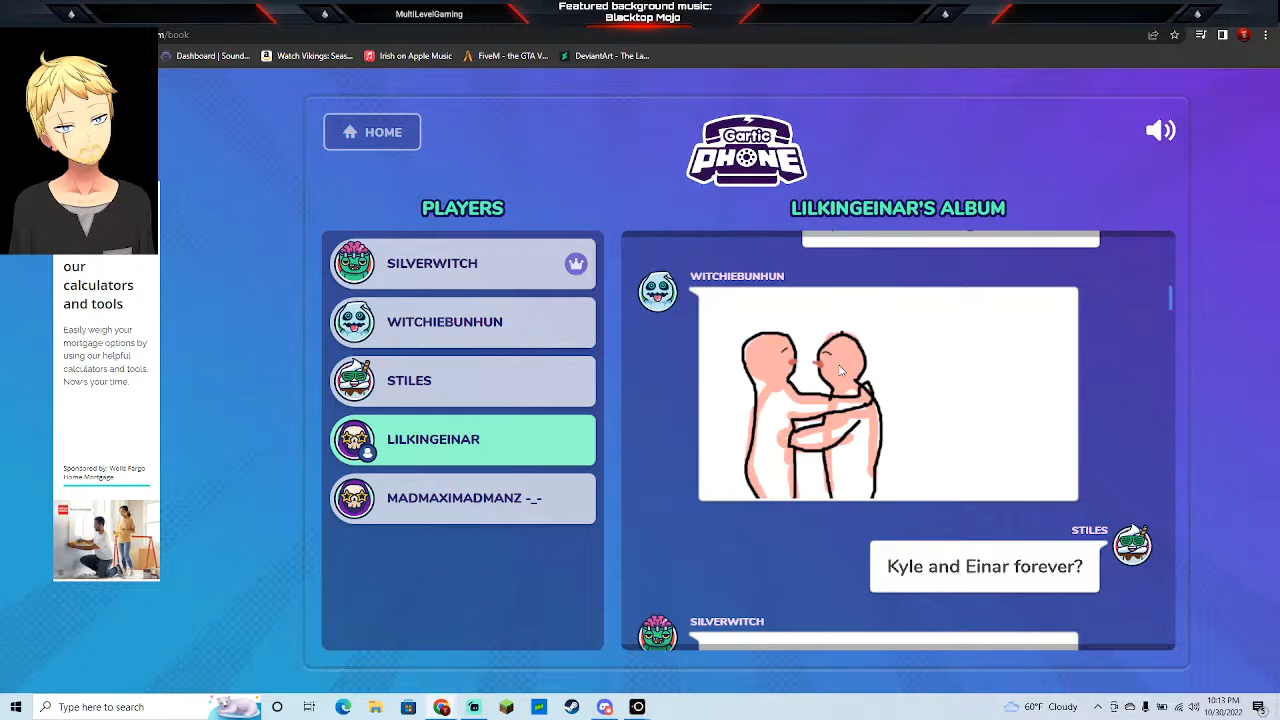 MultiLevelGaming
Featured background music:
Blacktop Mojo
m/book
Dashboard | Sound...
Watch Vikings: Seas...
Irish on Apple Music
FiveM — the GTA V...
DeviantArt - The La...
HOME
Gartic
PHONE
PLAYERS
LILKINGEINAR'S ALBUM
SILVERWITCH
WITCHIEBUNHUN
STILES
LILKINGEINAR
MADMAXIMADMANZ -_-
WITCHIEBUNHUN
STILES
Kyle and Einar forever?
SILVERWITCH
our
calculators
and tools
Easily weigh your
mortgage options by
using our helpful
calculators and tools.
Now's your time.
Sponsored by: Wells Fargo
Home Mortgage
Type here to search
60°F Cloudy
10:13 PM
10/30/2022